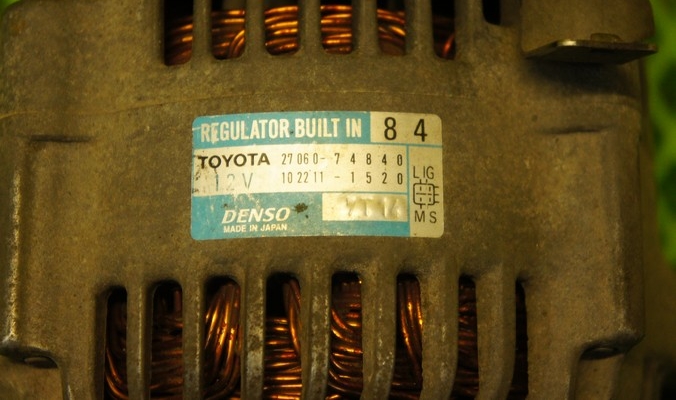 REGULATOR BUILT IN 84
TOYOTA 27060-74840
12V 102211-1520
L IG
M S
DENSO
MADE IN JAPAN